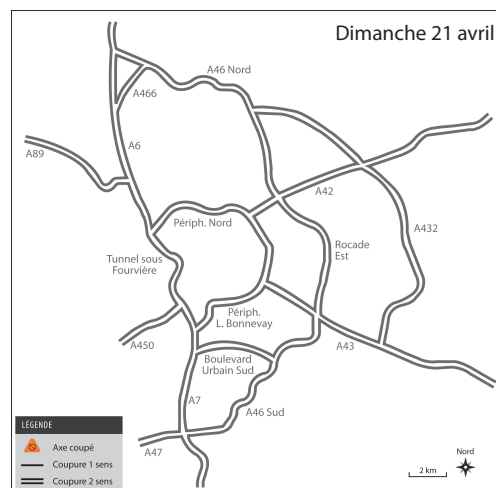 Dimanche 21 avril
A46 Nord
A466
A6
A89
A42
Périph. Nord
A432
Tunnel sous
Fourvière
Rocade
Est
Périph.
L. Bonnevay
A450
A43
Boulevard
Urbain Sud
A7
A46 Sud
A47
LÉGENDE
Axe coupé
Coupure 1 sens
Coupure 2 sens
2 km
Nord